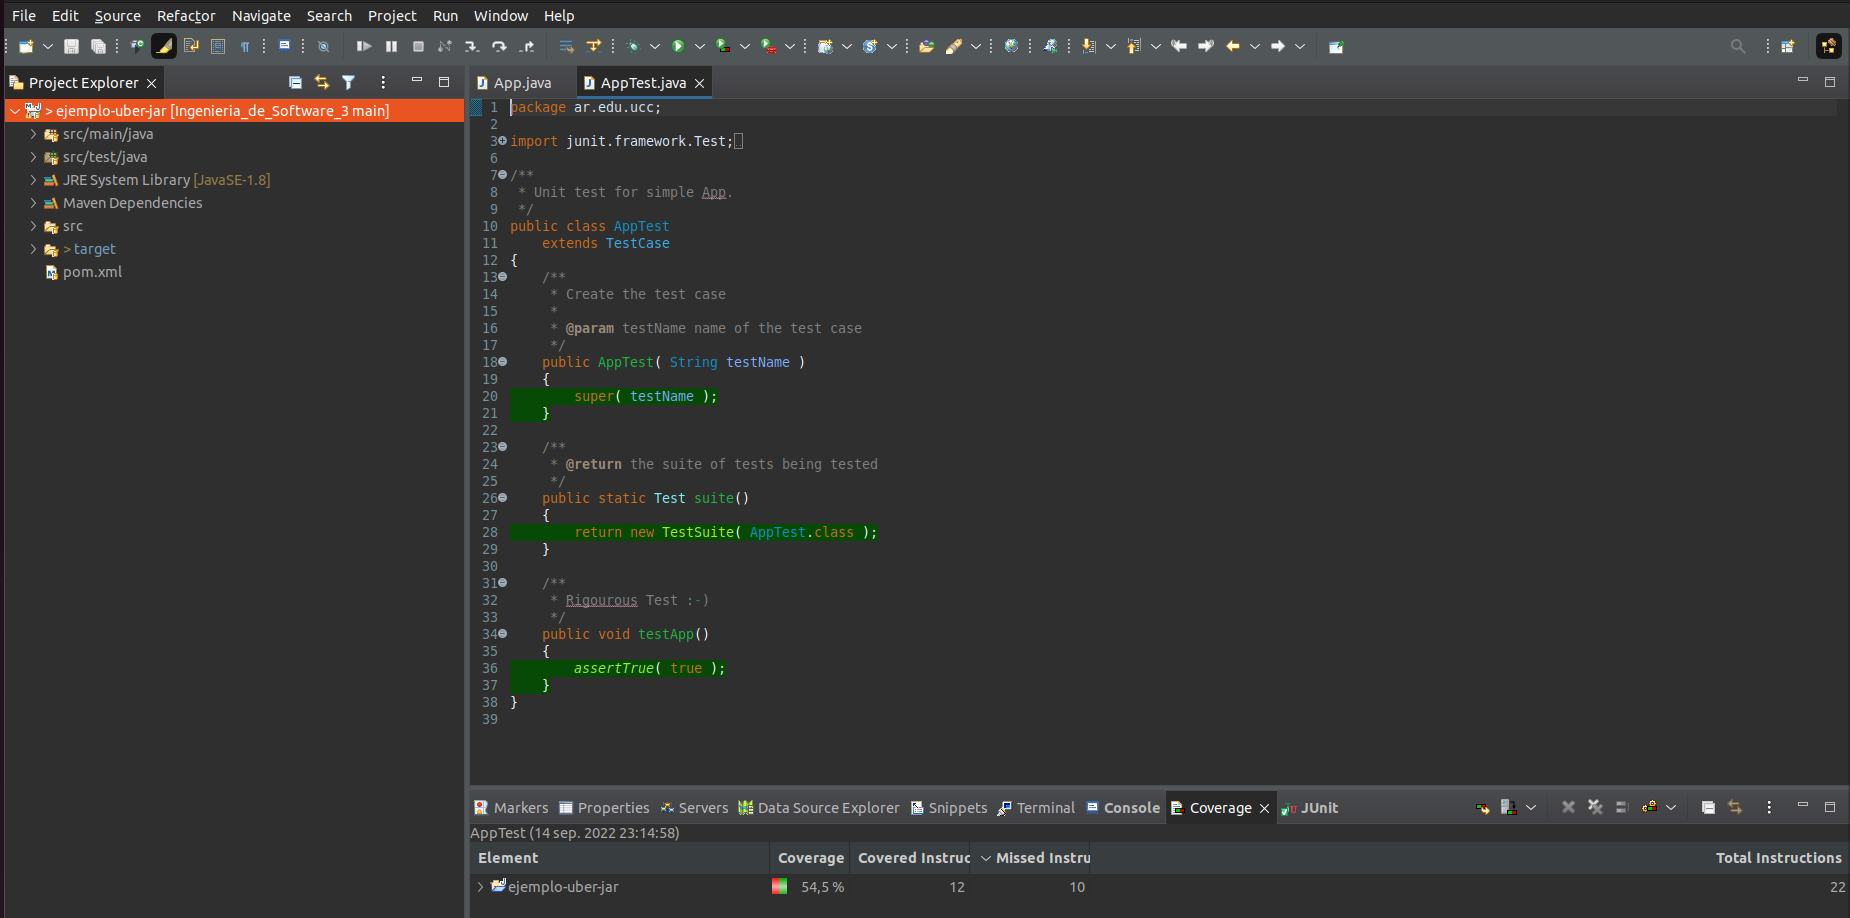 File Edit Source Refactor Navigate Search Project Run Window Help
Project Explorer
> ejemplo-uber-jar [Ingenieria_de_Software_3 main]
src/main/java
src/test/java
JRE System Library [JavaSE-1.8]
Maven Dependencies
src
> target
pom.xml
App.java AppTest.java
1 package ar.edu.ucc;
2
3 import junit.framework.Test;
6
7 /**
8 * Unit test for simple App.
9 */
10 public class AppTest
11 extends TestCase
12 {
13 /**
14 * Create the test case
15 *
16 * @param testName name of the test case
17 */
18 public AppTest( String testName )
19 {
20 super( testName );
21 }
22
23 /**
24 * @return the suite of tests being tested
25 */
26 public static Test suite()
27 {
28 return new TestSuite( AppTest.class );
29 }
30
31 /**
32 * Rigourous Test :-)
33 */
34 public void testApp()
35 {
36 assertTrue( true );
37 }
38 }
39
Markers Properties Servers Data Source Explorer Snippets Terminal Console Coverage JUnit
AppTest (14 sep. 2022 23:14:58)
Element Coverage Covered Instruc Missed Instru Total Instructions
ejemplo-uber-jar 54,5 % 12 10 22